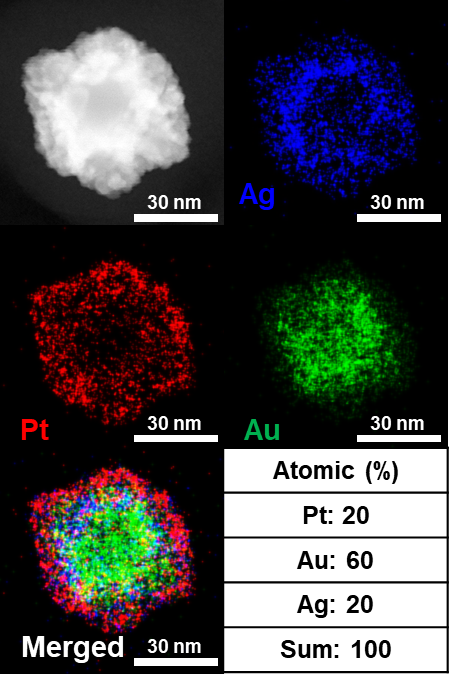 30 nm
Ag
30 nm
Pt
30 nm
Au
30 nm
Merged
30 nm
Atomic (%)
Pt: 20
Au: 60
Ag: 20
Sum: 100